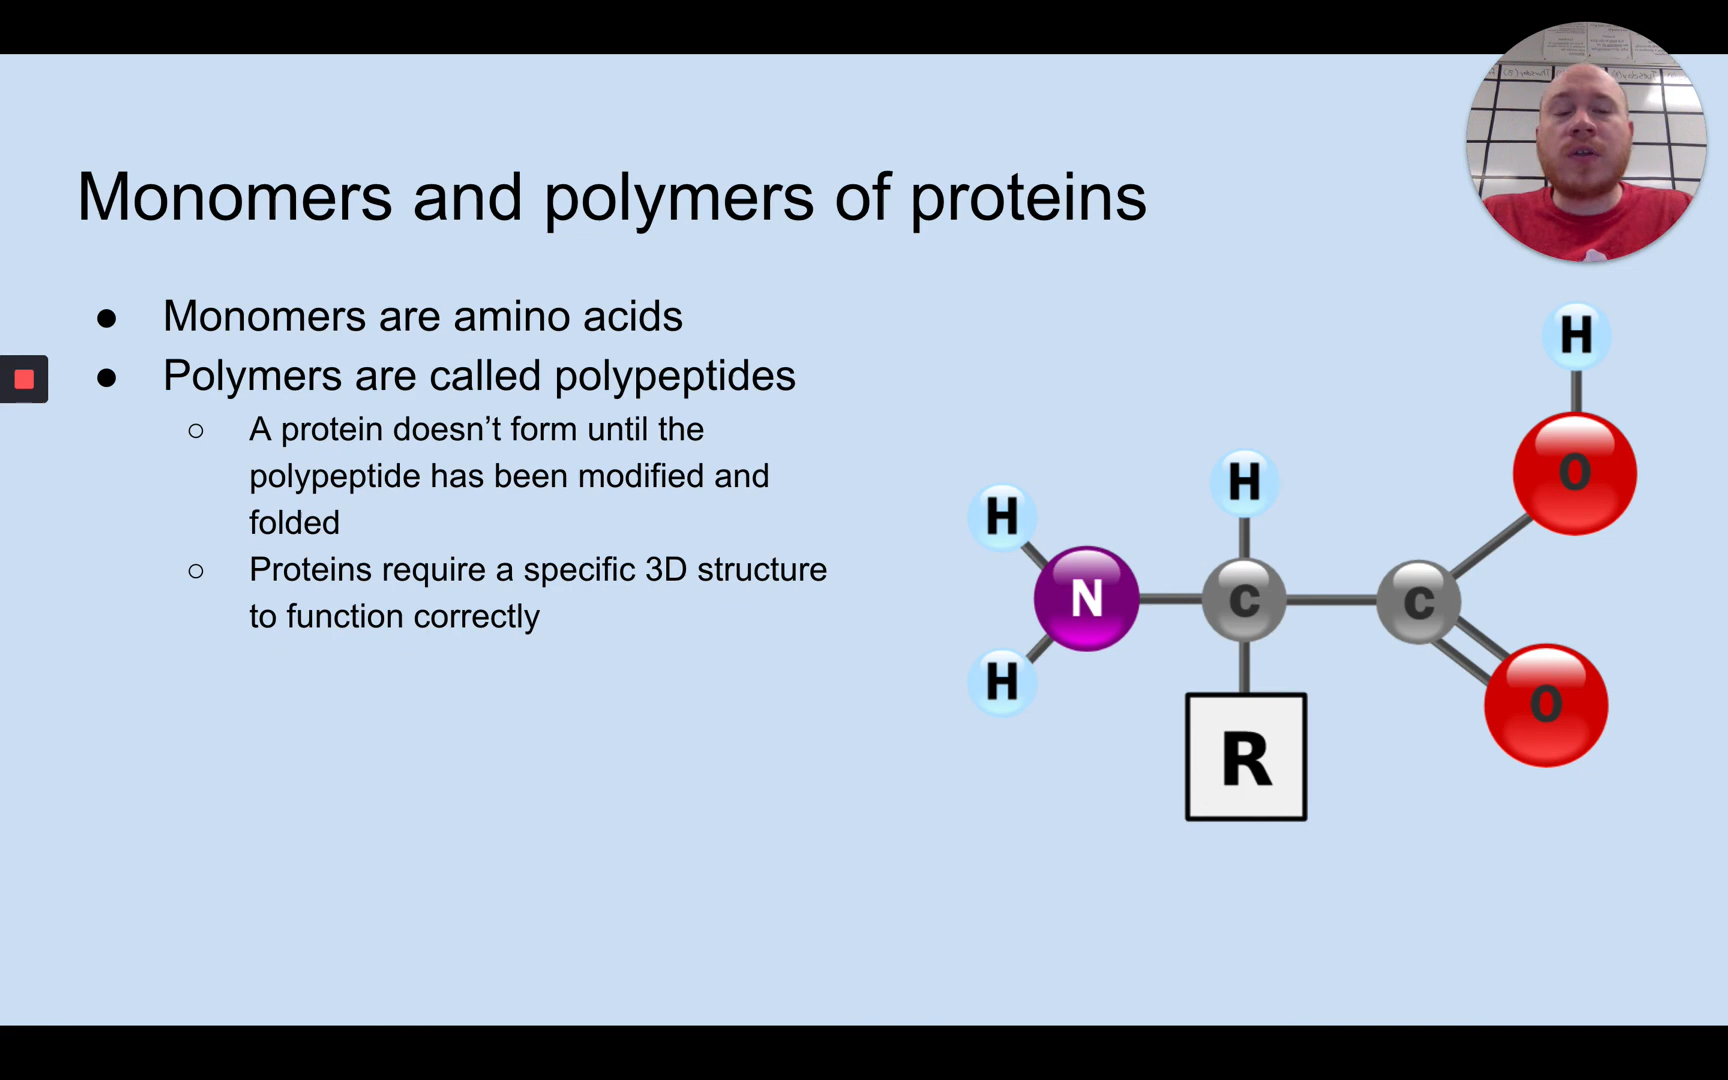 Monomers and polymers of proteins
● Monomers are amino acids
● Polymers are called polypeptides
○ A protein doesn’t form until the
polypeptide has been modified and
folded
○ Proteins require a specific 3D structure
to function correctly
H
O
H
H
N
C
C
H
O
R